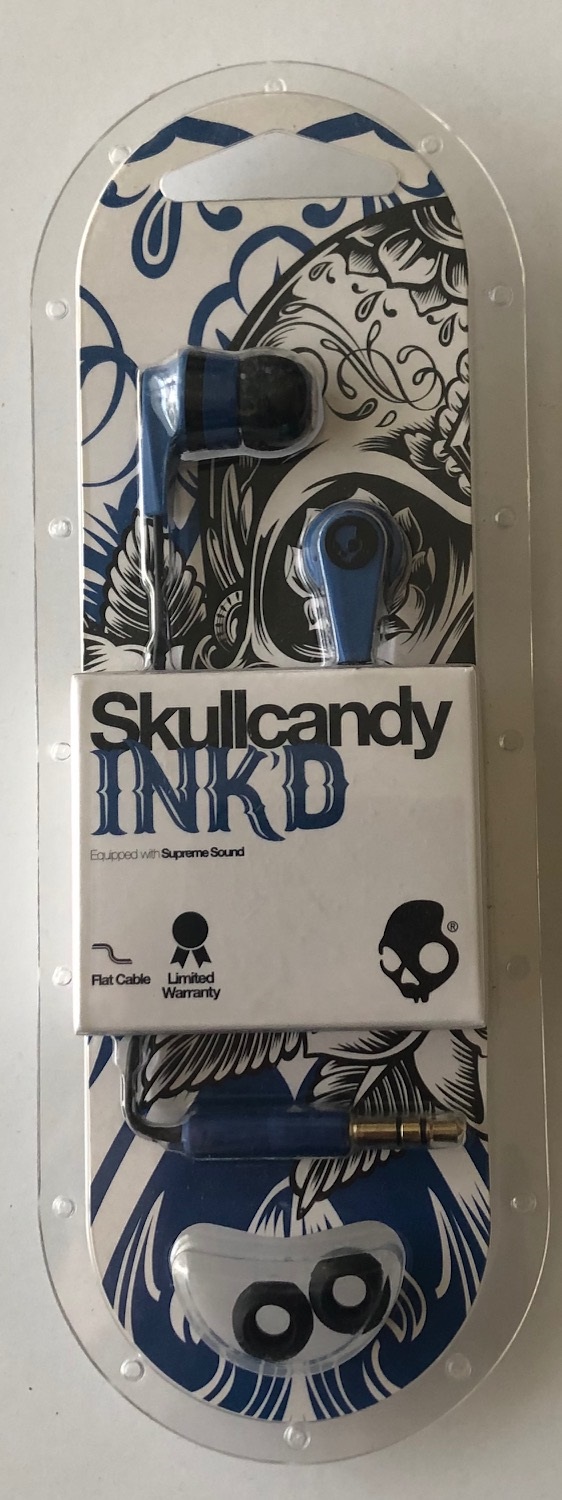 Skullcandy
INK'D
Equipped with Supreme Sound
®
Flat Cable
Limited
Warranty